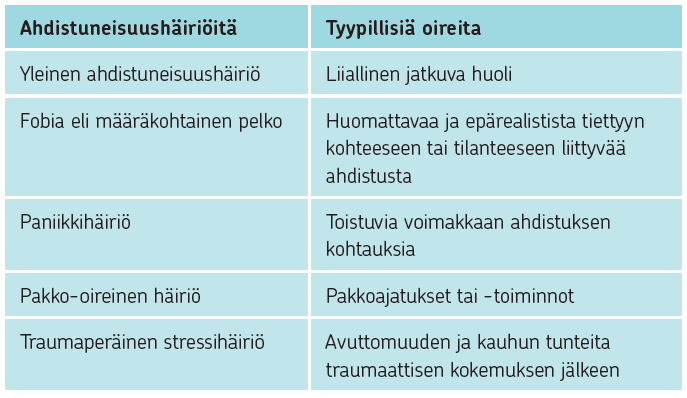 Ahdistuneisuushäiriöitä
Tyypillisiä oireita
Yleinen ahdistuneisuushäiriö
Liiallinen jatkuva huoli
Fobia eli määräkohtainen pelko
Huomattavaa ja epärealistista tiettyyn
kohteeseen tai tilanteeseen liittyvää
ahdistusta
Paniikkihäiriö
Toistuvia voimakkaan ahdistuksen
kohtauksia
Pakko-oireinen häiriö
Pakkoajatukset tai -toiminnot
Traumaperäinen stressihäiriö
Avuttomuuden ja kauhun tunteita
traumaattisen kokemuksen jälkeen